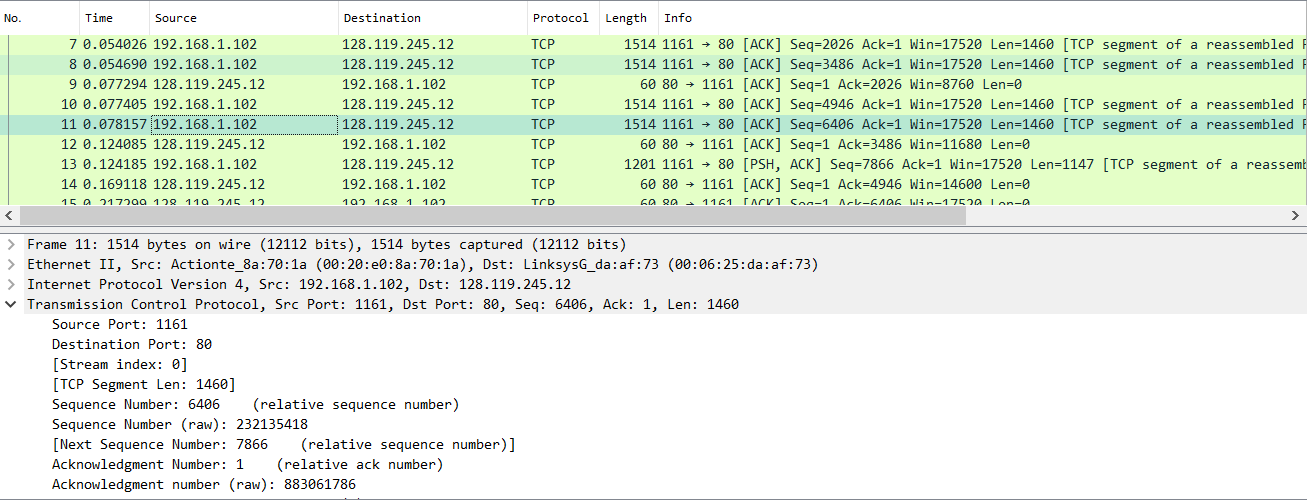 No. Time Source Destination Protocol Length Info
7 0.054026 192.168.1.102 128.119.245.12 TCP 1514 1161 → 80 [ACK] Seq=2026 Ack=1 Win=17520 Len=1460 [TCP segment of a reassembled
8 0.054690 192.168.1.102 128.119.245.12 TCP 1514 1161 → 80 [ACK] Seq=3486 Ack=1 Win=17520 Len=1460 [TCP segment of a reassembled
9 0.077294 128.119.245.12 192.168.1.102 TCP 60 80 → 1161 [ACK] Seq=1 Ack=2026 Win=8760 Len=0
10 0.077405 192.168.1.102 128.119.245.12 TCP 1514 1161 → 80 [ACK] Seq=4946 Ack=1 Win=17520 Len=1460 [TCP segment of a reassembled
11 0.078157 192.168.1.102 128.119.245.12 TCP 1514 1161 → 80 [ACK] Seq=6406 Ack=1 Win=17520 Len=1460 [TCP segment of a reassembled
12 0.124085 128.119.245.12 192.168.1.102 TCP 60 80 → 1161 [ACK] Seq=1 Ack=3486 Win=11680 Len=0
13 0.124185 192.168.1.102 128.119.245.12 TCP 1201 1161 → 80 [PSH, ACK] Seq=7866 Ack=1 Win=17520 Len=1147 [TCP segment of a reassemb
14 0.169118 128.119.245.12 192.168.1.102 TCP 60 80 → 1161 [ACK] Seq=1 Ack=4946 Win=14600 Len=0
15 0.217299 128.119.245.12 192.168.1.102 TCP 60 80 → 1161 [ACK] Seq=1 Ack=6406 Win=17520 Len=0
Frame 11: 1514 bytes on wire (12112 bits), 1514 bytes captured (12112 bits)
Ethernet II, Src: Actionte_8a:70:1a (00:20:e0:8a:70:1a), Dst: LinksysG_da:af:73 (00:06:25:da:af:73)
Internet Protocol Version 4, Src: 192.168.1.102, Dst: 128.119.245.12
Transmission Control Protocol, Src Port: 1161, Dst Port: 80, Seq: 6406, Ack: 1, Len: 1460
Source Port: 1161
Destination Port: 80
[Stream index: 0]
[TCP Segment Len: 1460]
Sequence Number: 6406 (relative sequence number)
Sequence Number (raw): 232135418
[Next Sequence Number: 7866 (relative sequence number)]
Acknowledgment Number: 1 (relative ack number)
Acknowledgment number (raw): 883061786